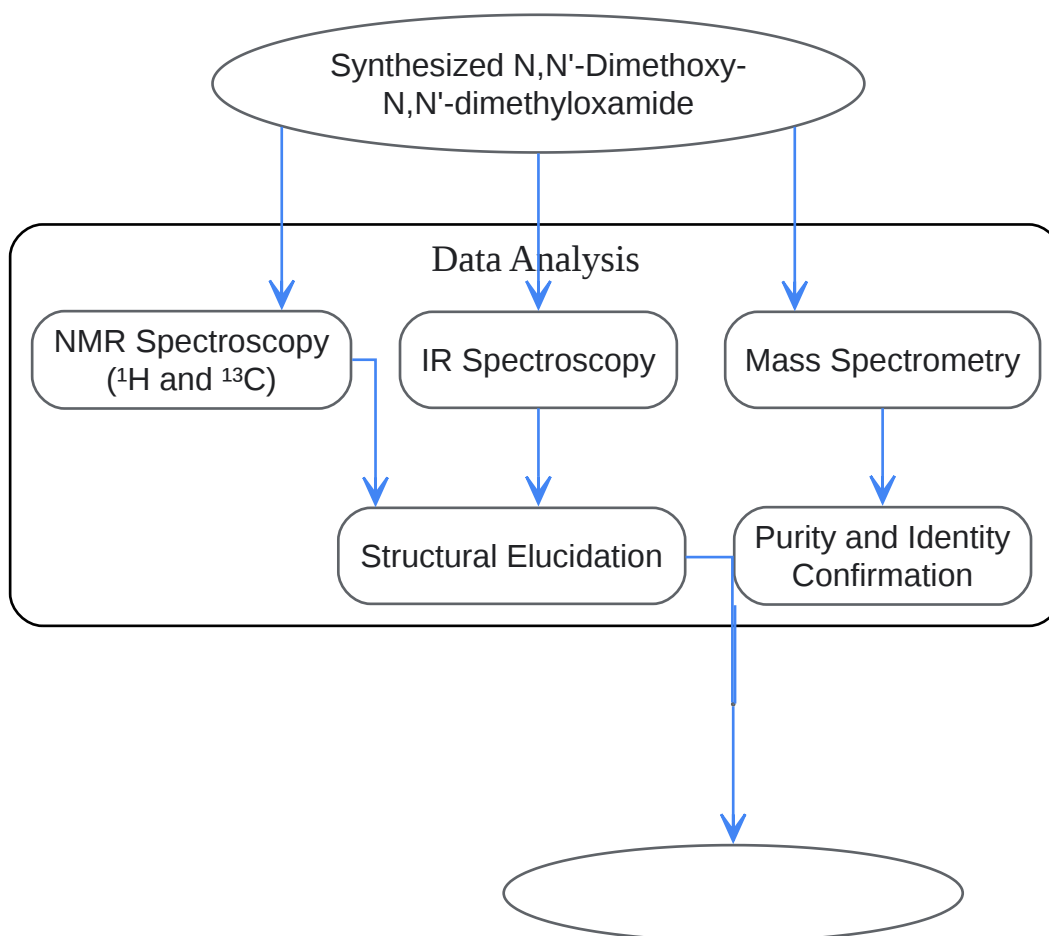 Synthesized N,N'-Dimethoxy-
N,N'-dimethyloxamide
Data Analysis
NMR Spectroscopy
(¹H and ¹³C)
IR Spectroscopy
Mass Spectrometry
Structural Elucidation
Purity and Identity
Confirmation